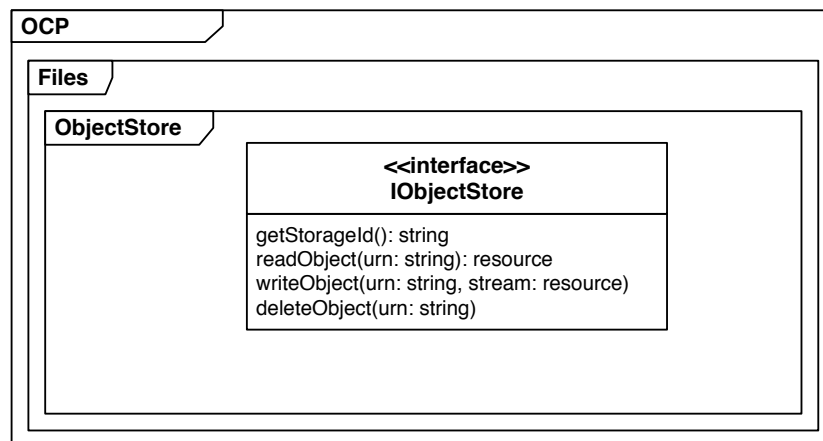 OCP
Files
ObjectStore
<<interface>>
IObjectStore
getStorageId(): string
readObject(urn: string): resource
writeObject(urn: string, stream: resource)
deleteObject(urn: string)